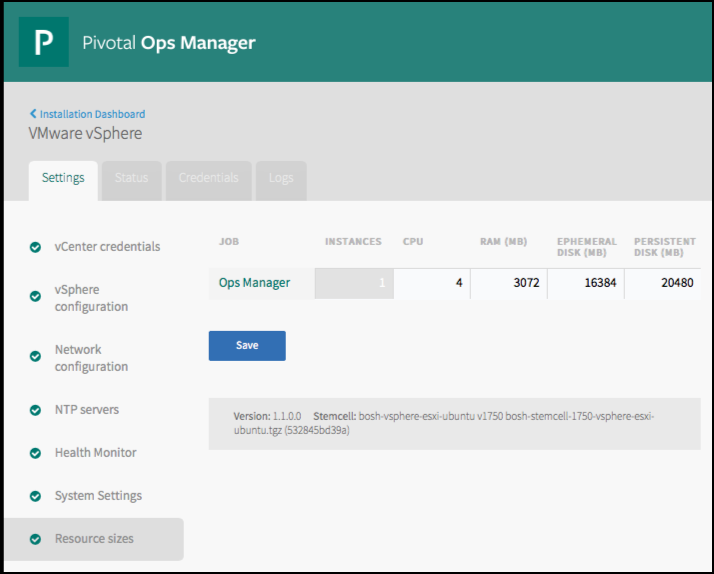 P Pivotal Ops Manager
Installation Dashboard
VMware vSphere
Settings Status Credentials Logs
vCenter credentials
vSphere
configuration
Network
configuration
NTP servers
Health Monitor
System Settings
Resource sizes
JOB INSTANCES CPU RAM (MB) EPHEMERAL DISK (MB) PERSISTENT DISK (MB)
Ops Manager 1 4 3072 16384 20480
Save
Version: 1.1.0.0 Stemcell: bosh-vsphere-esxi-ubuntu v1750 bosh-stemcell-1750-vsphere-esxi-
ubuntu.tgz (532845bd39a)